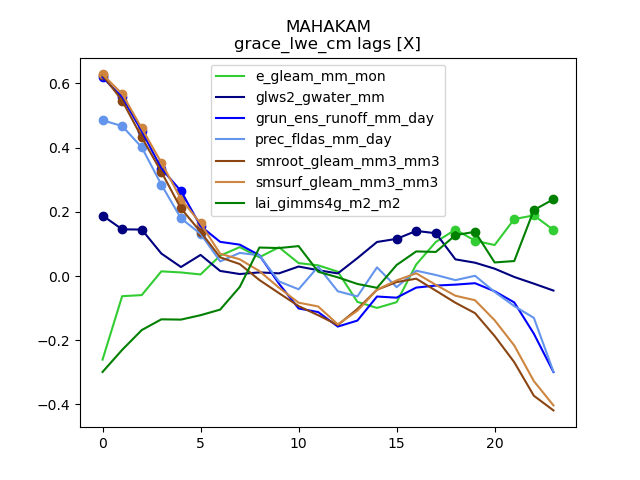 MAHAKAM
grace_lwe_cm lags [X]
e_gleam_mm_mon
glws2_gwater_mm
grun_ens_runoff_mm_day
prec_fldas_mm_day
smroot_gleam_mm3_mm3
smsurf_gleam_mm3_mm3
lai_gimms4g_m2_m2
0.6
0.4
0.2
0.0
−0.2
−0.4
0 5 10 15 20